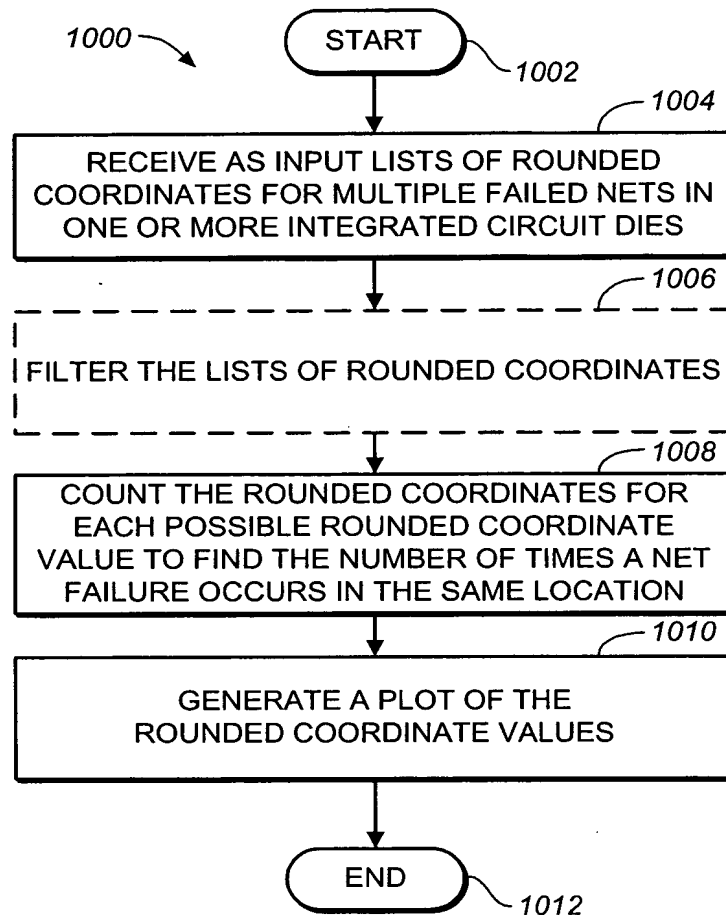 1000
START
1002
1004
RECEIVE AS INPUT LISTS OF ROUNDED
COORDINATES FOR MULTIPLE FAILED NETS IN
ONE OR MORE INTEGRATED CIRCUIT DIES
1006
FILTER THE LISTS OF ROUNDED COORDINATES
1008
COUNT THE ROUNDED COORDINATES FOR
EACH POSSIBLE ROUNDED COORDINATE
VALUE TO FIND THE NUMBER OF TIMES A NET
FAILURE OCCURS IN THE SAME LOCATION
1010
GENERATE A PLOT OF THE
ROUNDED COORDINATE VALUES
END
1012